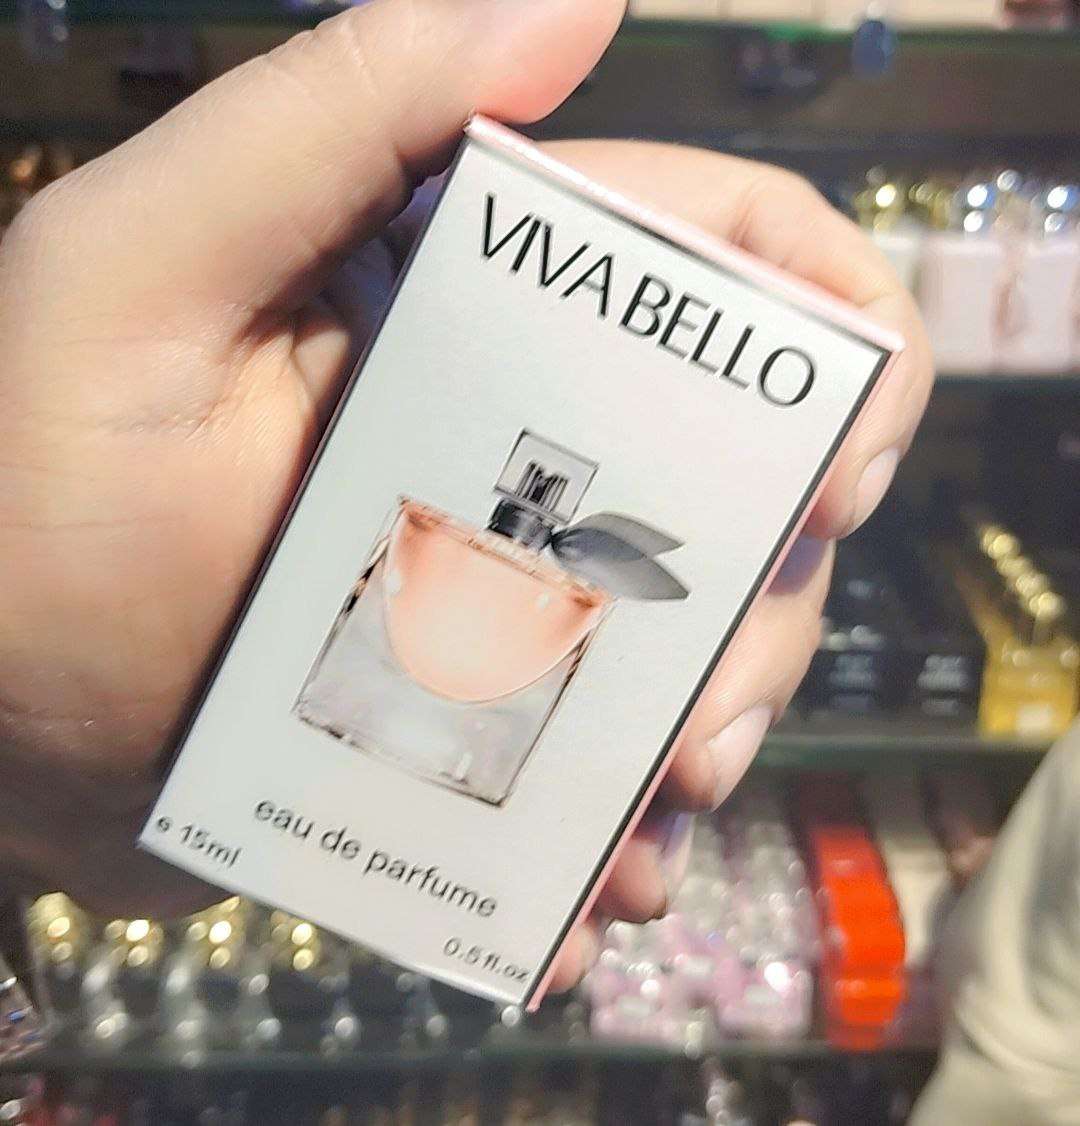 VIVA BELLO
eau de parfume
e 15ml
0.5 fl.oz